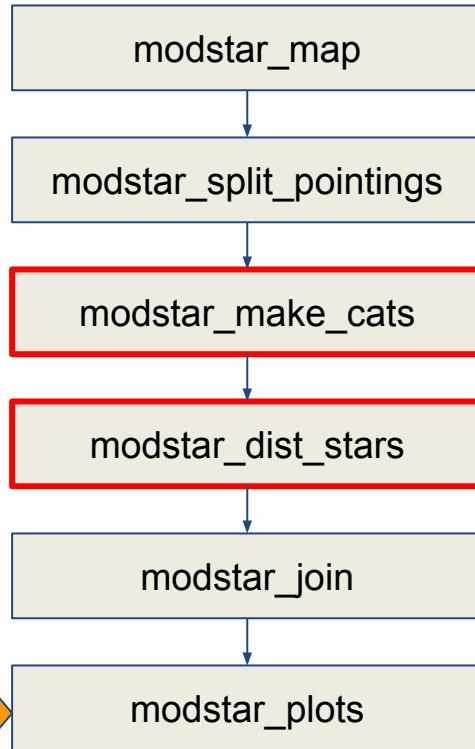 modstar_map
modstar_split_pointings
modstar_make_cats
modstar_dist_stars
modstar_join
modstar_plots